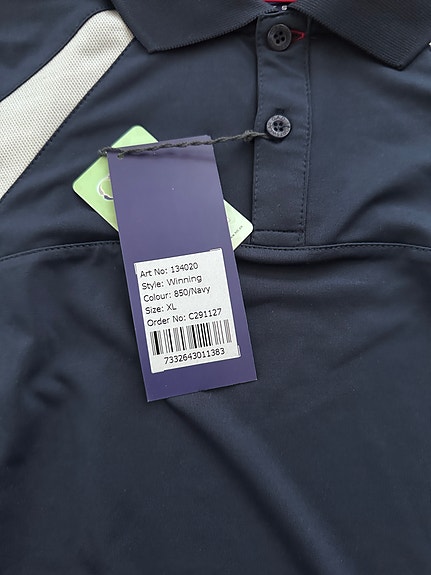 Art No: 134020
Style: Winning
Colour: 850/Navy
Size: XL
Order No: C291127
7332643011383